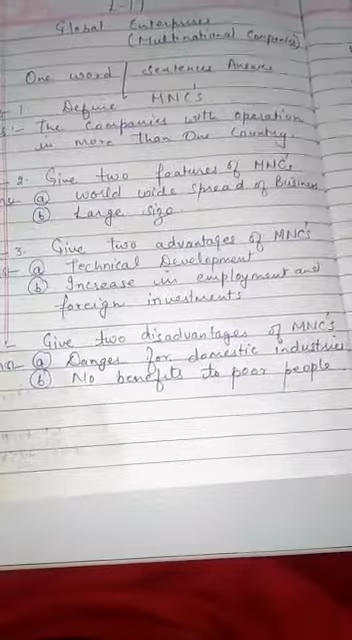 L-17
Global Enterprises
(Multinational Companies)
One word / Sentences Answer
1. Define MNC's
:- The Companies with operation
in more than One Country.
2. Give two features of MNC's
(a) World wide spread of Business
(b) Large size.
3. Give two advantages of MNC's
(a) Technical Development
(b) Increase in employment and
foreign investments
Give two disadvantages of MNC's
(a) Danger for domestic industries
(b) No benefits to poor people